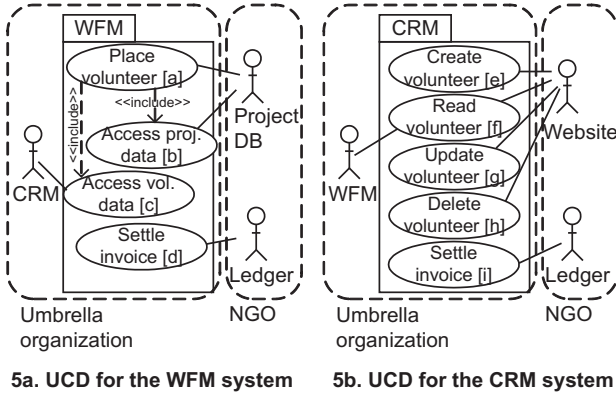 WFM
Place
volunteer [a]
<<include>>
<<include>>
Access proj.
data [b]
Access vol.
data [c]
Settle
invoice [d]
CRM
Project
DB
Ledger
Umbrella
organization
NGO
5a. UCD for the WFM system
CRM
Create
volunteer [e]
Read
volunteer [f]
Update
volunteer [g]
Delete
volunteer [h]
Settle
invoice [i]
WFM
Website
Ledger
Umbrella
organization
NGO
5b. UCD for the CRM system